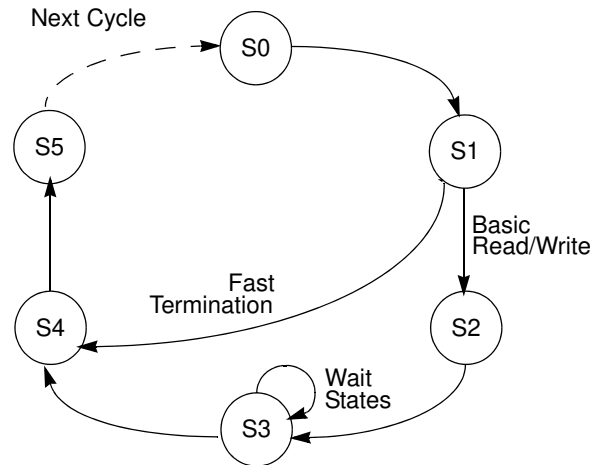 Next Cycle
S0
S5
S1
Basic
Read/Write
Fast
Termination
S4
S2
Wait
States
S3